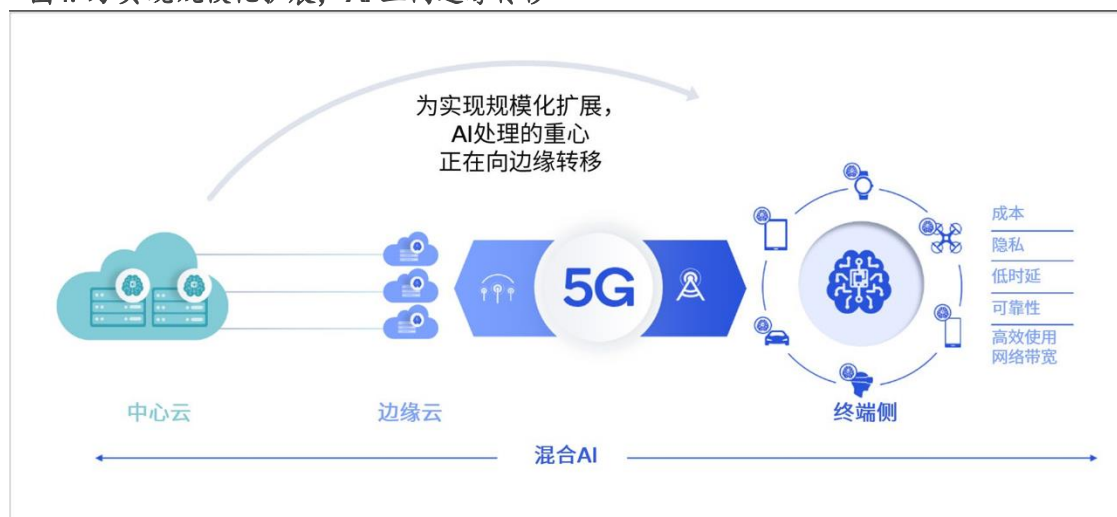 为实现规模化扩展，
AI处理的重心
正在向边缘转移
5G
成本
隐私
低时延
可靠性
高效使用
网络带宽
中心云
边缘云
终端侧
混合AI